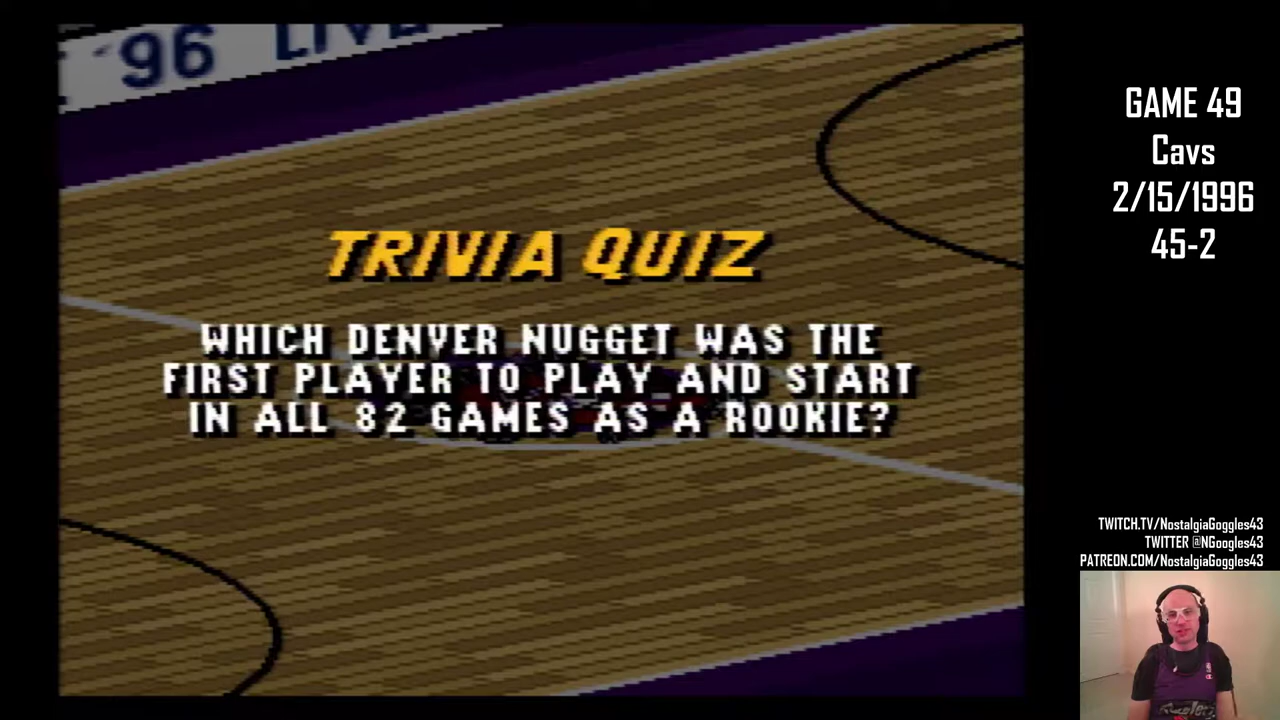 '96 LIVE
GAME 49
Cavs
2/15/1996
45-2
TRIVIA QUIZ
WHICH DENVER NUGGET WAS THE
FIRST PLAYER TO PLAY AND START
IN ALL 82 GAMES AS A ROOKIE?
TWITCH.TV/NostalgiaGoggles43
TWITTER @NGoogles43
PATREON.COM/NostalgiaGoggles43